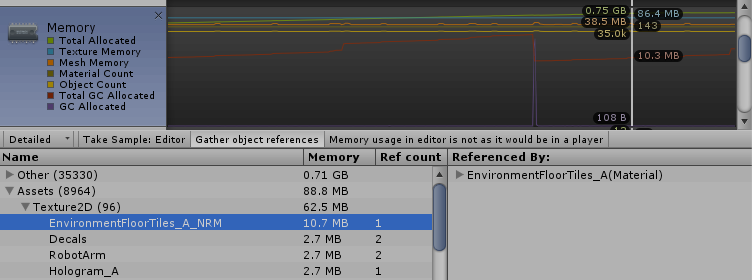 Memory
Total Allocated
Texture Memory
Mesh Memory
Material Count
Object Count
Total GC Allocated
GC Allocated
0.75 GB
86.4 MB
38.5 MB
143
35.0k
10.3 MB
108 B
Detailed Take Sample: Editor Gather object references Memory usage in editor is not as it would be in a player
Name Memory Ref count Referenced By:
Other (35330) 0.71 GB EnvironmentFloorTiles_A(Material)
Assets (8964) 88.8 MB
Texture2D (96) 62.5 MB
EnvironmentFloorTiles_A_NRM 10.7 MB 1
Decals 2.7 MB 2
RobotArm 2.7 MB 2
Hologram_A 2.7 MB 1